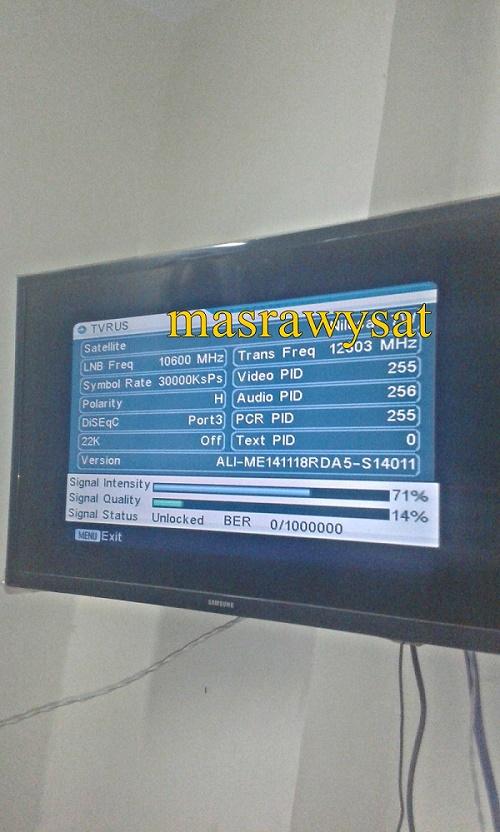 TVRUS
masrawysat
Satellite
LNB Freq 10600 MHz
Trans Freq 12303 MHz
Symbol Rate 30000KsPs
Video PID 255
Polarity H
Audio PID 256
DiSEqC Port3
PCR PID 255
22K Off
Text PID 0
Version ALI-ME141118RDA5-S14011
Signal Intensity 71%
Signal Quality 14%
Signal Status Unlocked BER 0/1000000
MENU Exit
SAMSUNG